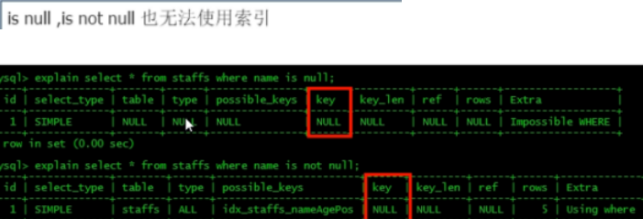 is null ,is not null 也无法使用索引
ysql> explain select * from staffs where name is null;
id | select_type | table | type | possible_keys | key | key_len | ref | rows | Extra
1 | SIMPLE | NULL | NULL | NULL | NULL | NULL | NULL | NULL | Impossible WHERE |
row in set (0.00 sec)
ysql> explain select * from staffs where name is not null;
id | select_type | table | type | possible_keys | key | key_len | ref | rows | Extra
1 | SIMPLE | staffs | ALL | idx_staffs_nameAgePos | NULL | NULL | NULL | 5 | Using where